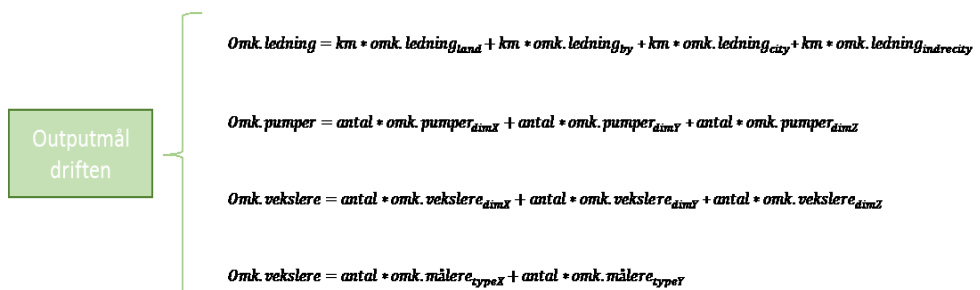 Omk.ledning = km * omk.ledning_land + km * omk.ledning_by + km * omk.ledning_city + km * omk.ledning_indrecity
Omk.pumper = antal * omk.pumper_dimX + antal * omk.pumper_dimY + antal * omk.pumper_dimZ
Outputmål
driften
Omk.vekslere = antal * omk.vekslere_dimX + antal * omk.vekslere_dimY + antal * omk.vekslere_dimZ
Omk.vekslere = antal * omk.målere_typeX + antal * omk.målere_typeY